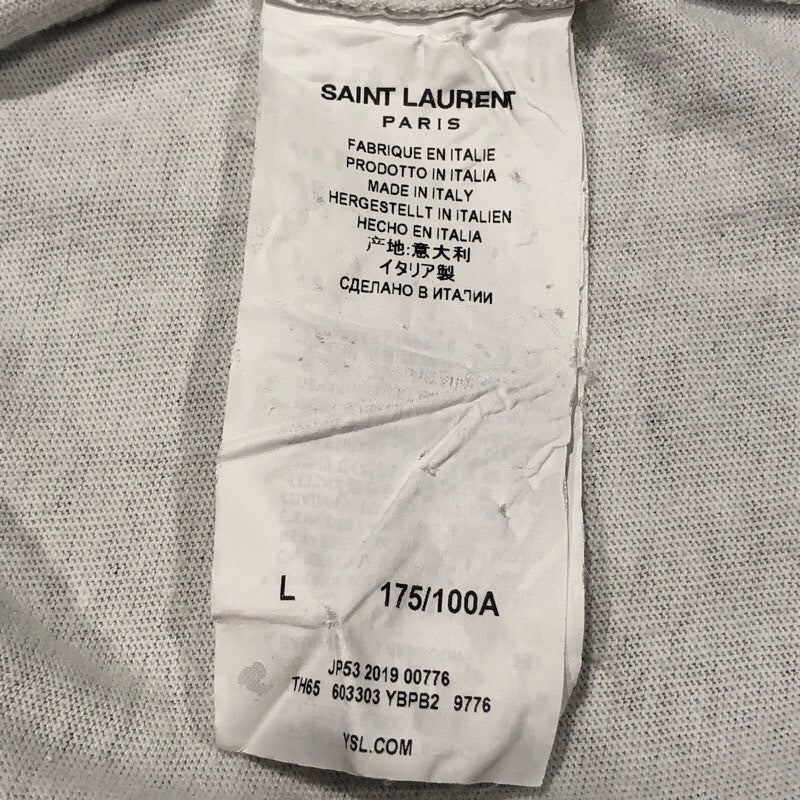 SAINT LAURENT
PARIS
FABRIQUE EN ITALIE
PRODOTTO IN ITALIA
MADE IN ITALY
HERGESTELLT IN ITALIEN
HECHO EN ITALIA
产地:意大利
イタリア製
СДЕЛАНО В ИТАЛИИ
L 175/100A
JP53 2019 00776
TH65 603303 YBPB2 9776
YSL.COM